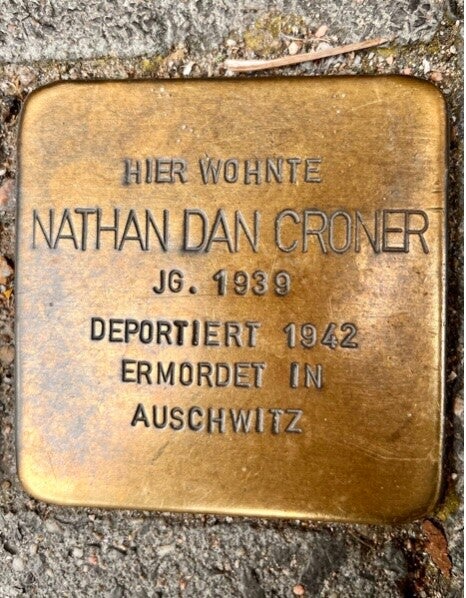 HIER WOHNTE
NATHAN DAN CRONER
JG. 1939
DEPORTIERT 1942
ERMORDET IN
AUSCHWITZ